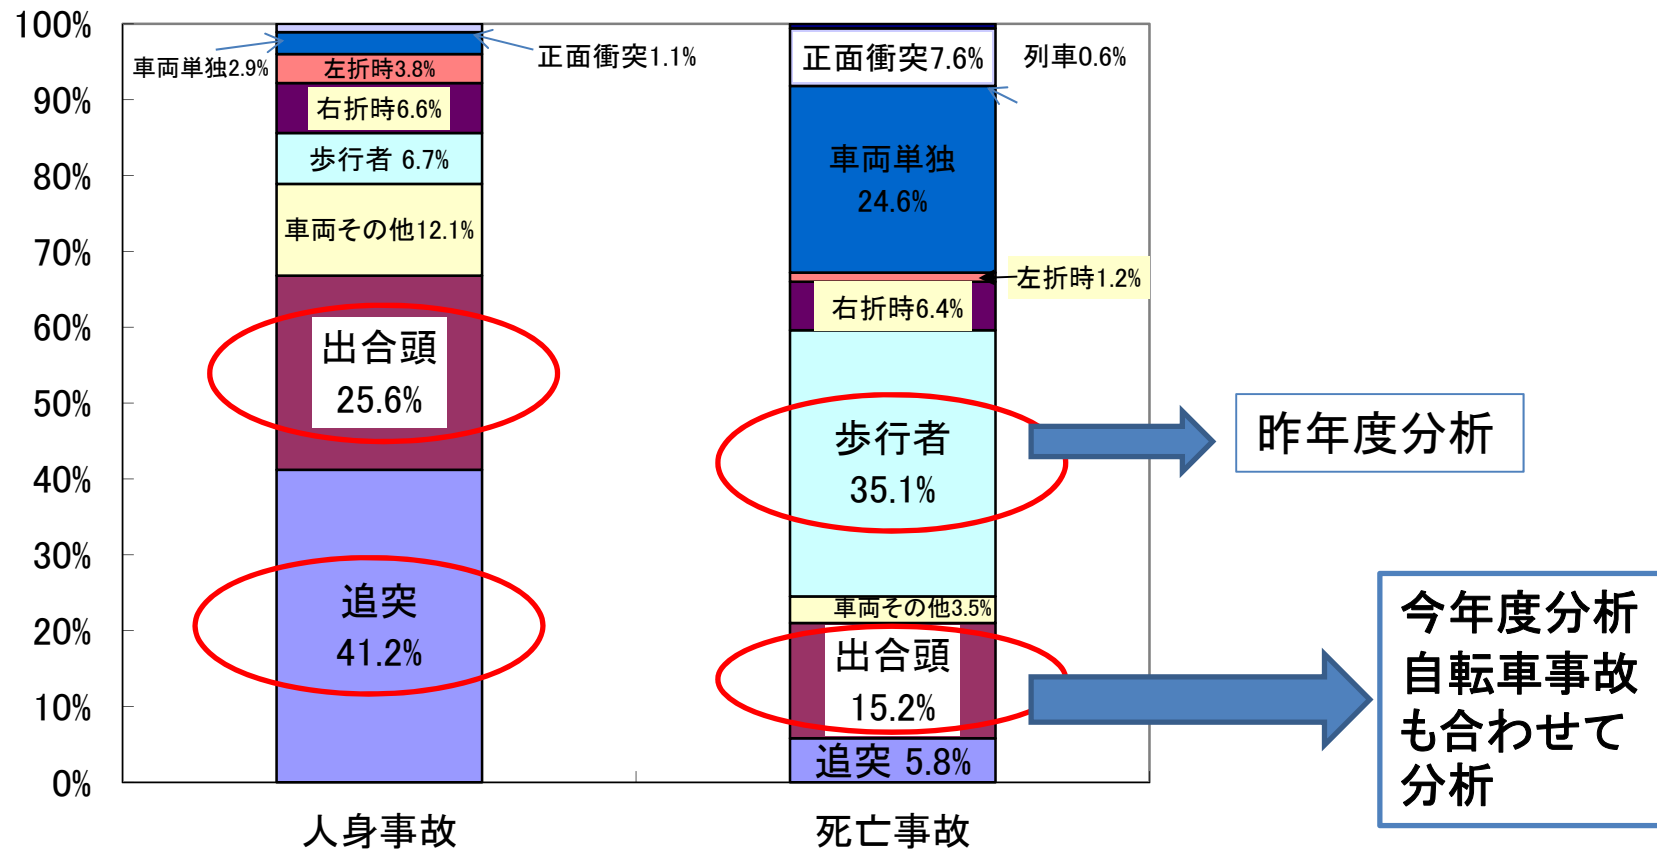 100%
90%
80%
70%
60%
50%
40%
30%
20%
10%
0%
車両単独2.9%
正面衝突1.1%
左折時3.8%
右折時6.6%
歩行者 6.7%
車両その他12.1%
出合頭
25.6%
追突
41.2%
人身事故
正面衝突7.6%
列車0.6%
車両単独
24.6%
左折時1.2%
右折時6.4%
歩行者
35.1%
車両その他3.5%
出合頭
15.2%
追突 5.8%
死亡事故
昨年度分析
今年度分析
自転車事故
も合わせて
分析